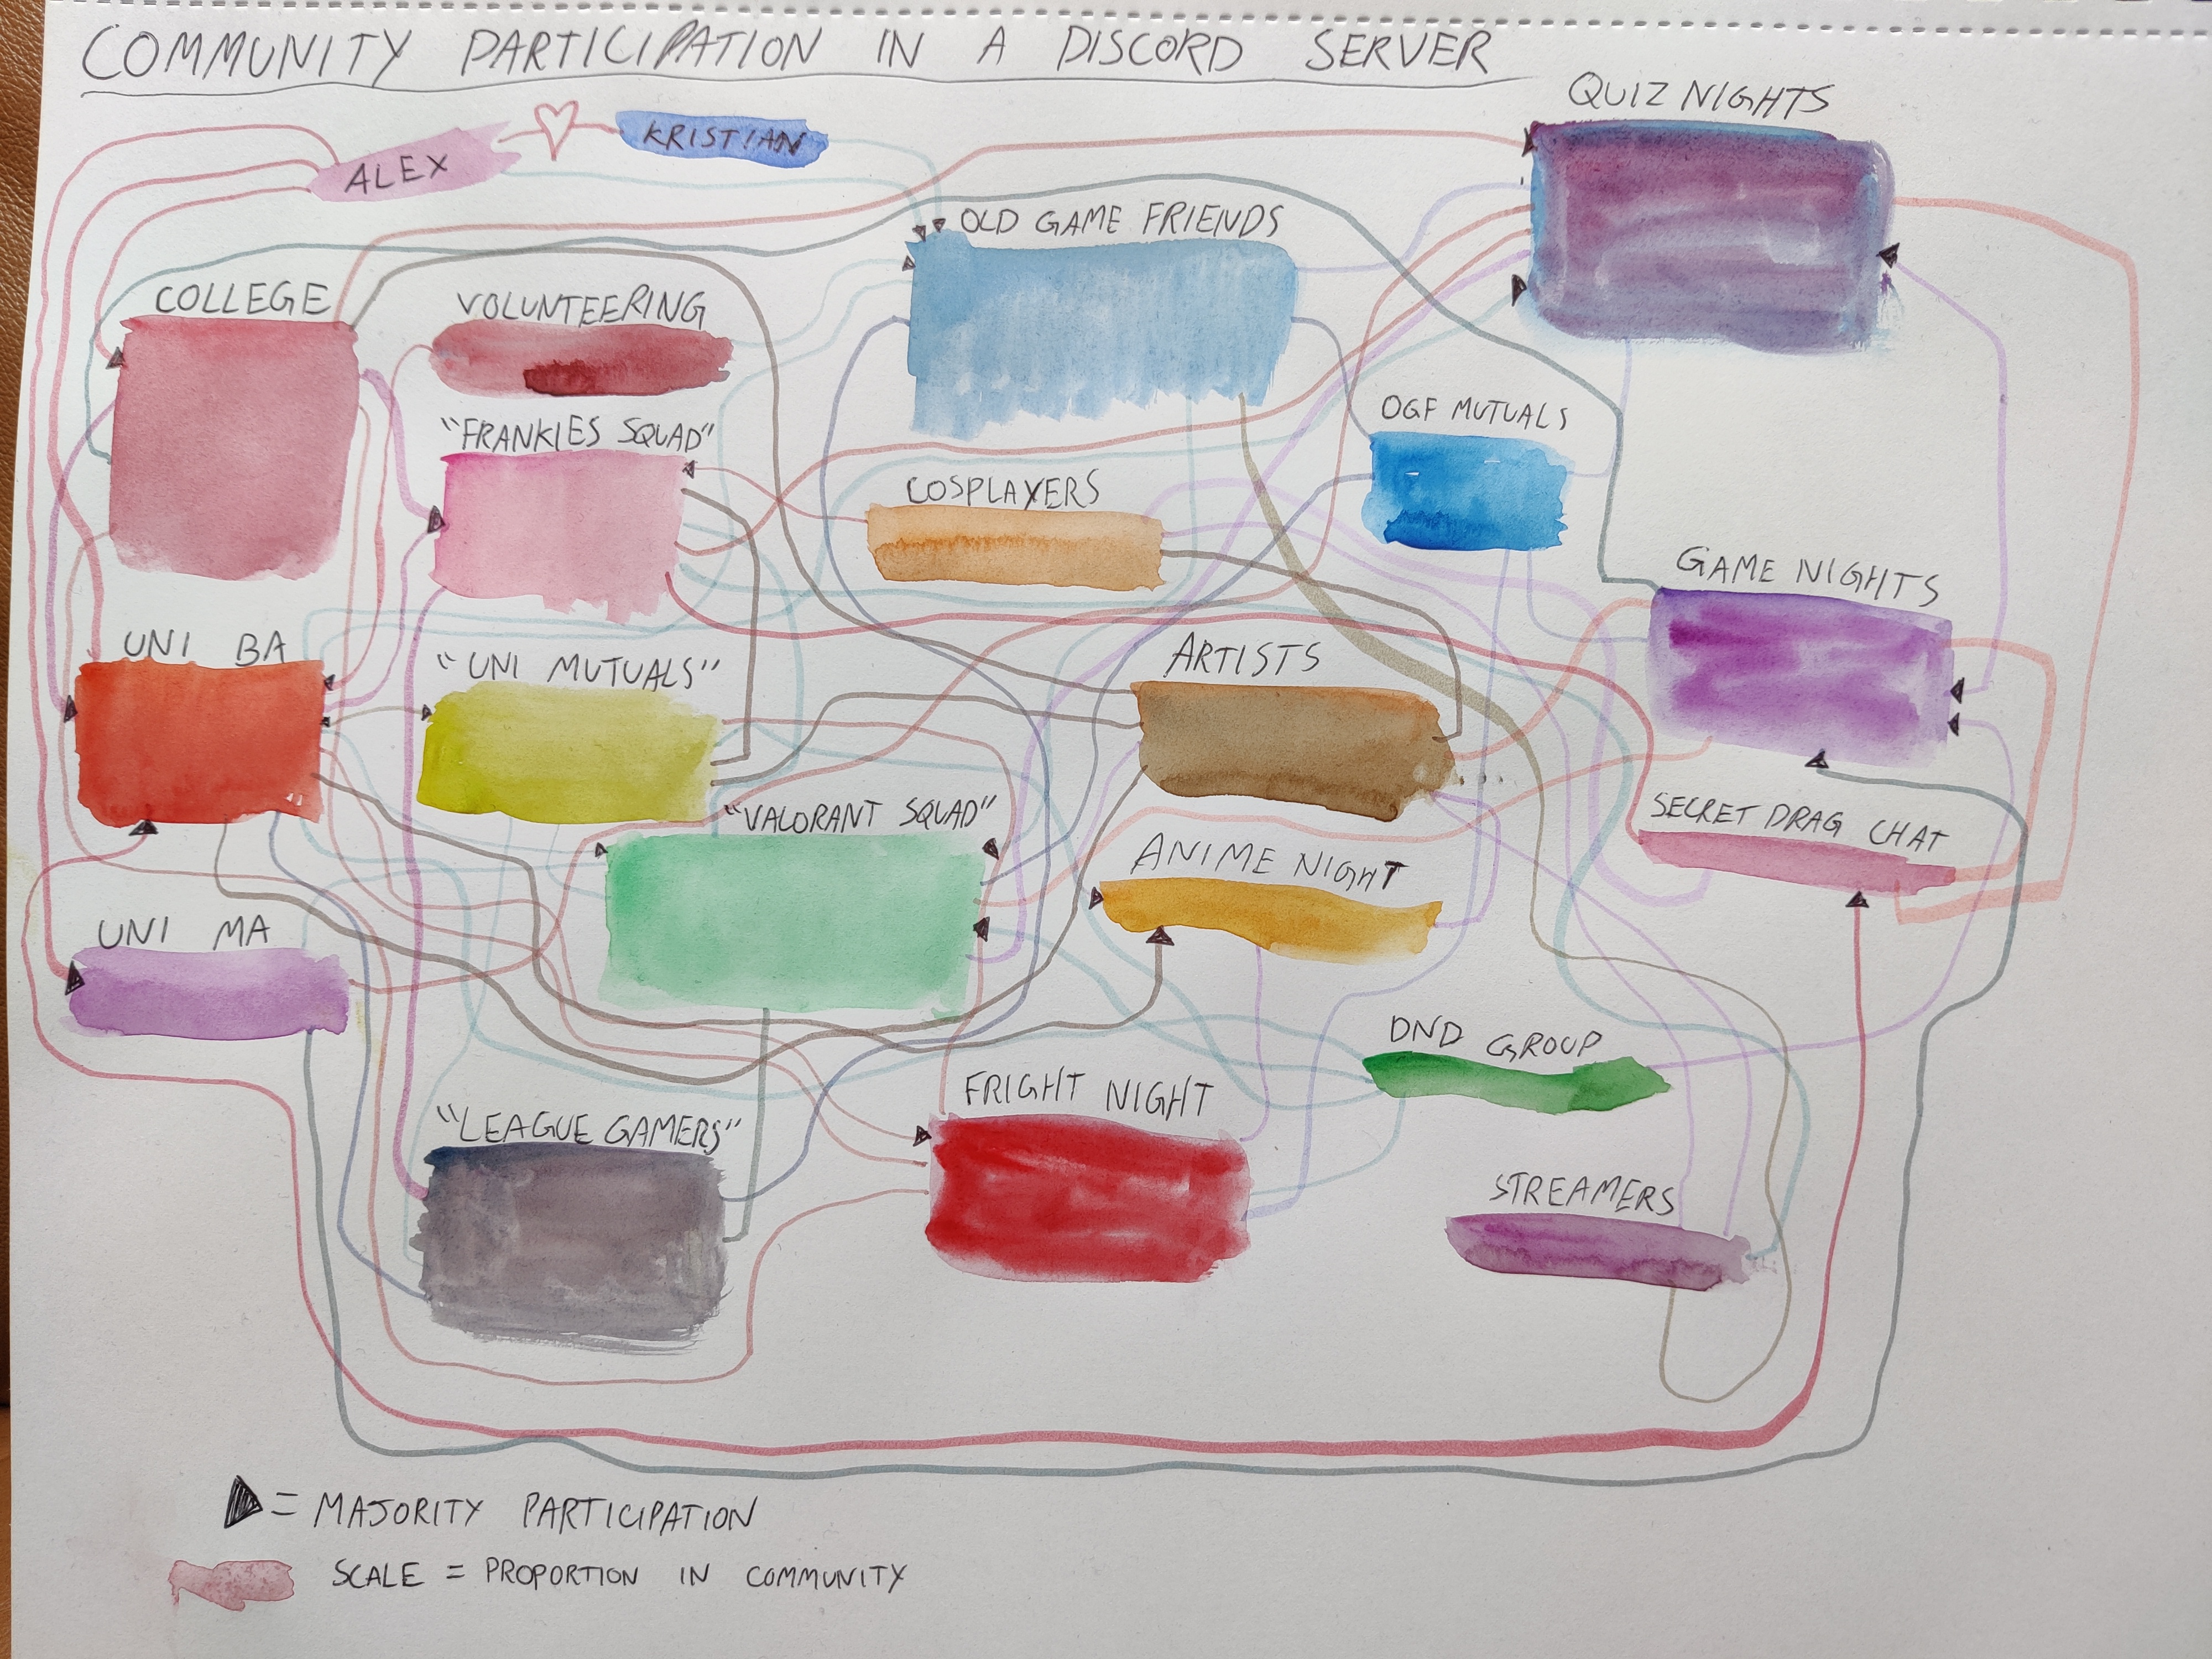 COMMUNITY PARTICIPATION IN A DISCORD SERVER
QUIZ NIGHTS
ALEX
KRISTIAN
OLD GAME FRIENDS
COLLEGE
VOLUNTEERING
"FRANKIES SQUAD"
OGF MUTUALS
COSPLAYERS
GAME NIGHTS
UNI BA
"UNI MUTUALS"
ARTISTS
"VALORANT SQUAD"
SECRET DRAG CHAT
ANIME NIGHT
UNI MA
DND GROUP
FRIGHT NIGHT
"LEAGUE GAMERS"
STREAMERS
= MAJORITY PARTICIPATION
SCALE = PROPORTION IN COMMUNITY